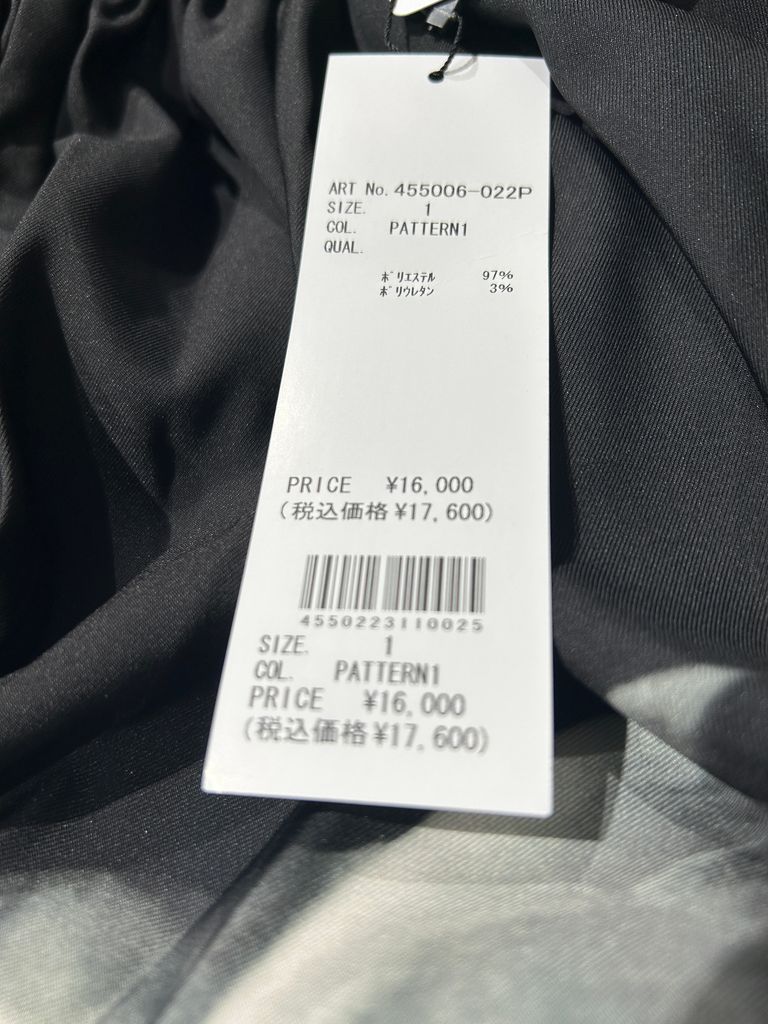 ART No. 455006-022P
SIZE. 1
COL. PATTERN1
QUAL.
ﾎﾟﾘｴｽﾃﾙ 97%
ﾎﾟﾘｳﾚﾀﾝ 3%
PRICE ¥16,000
(税込価格 ¥17,600)
4550223110025
SIZE. 1
COL. PATTERN1
PRICE ¥16,000
(税込価格 ¥17,600)